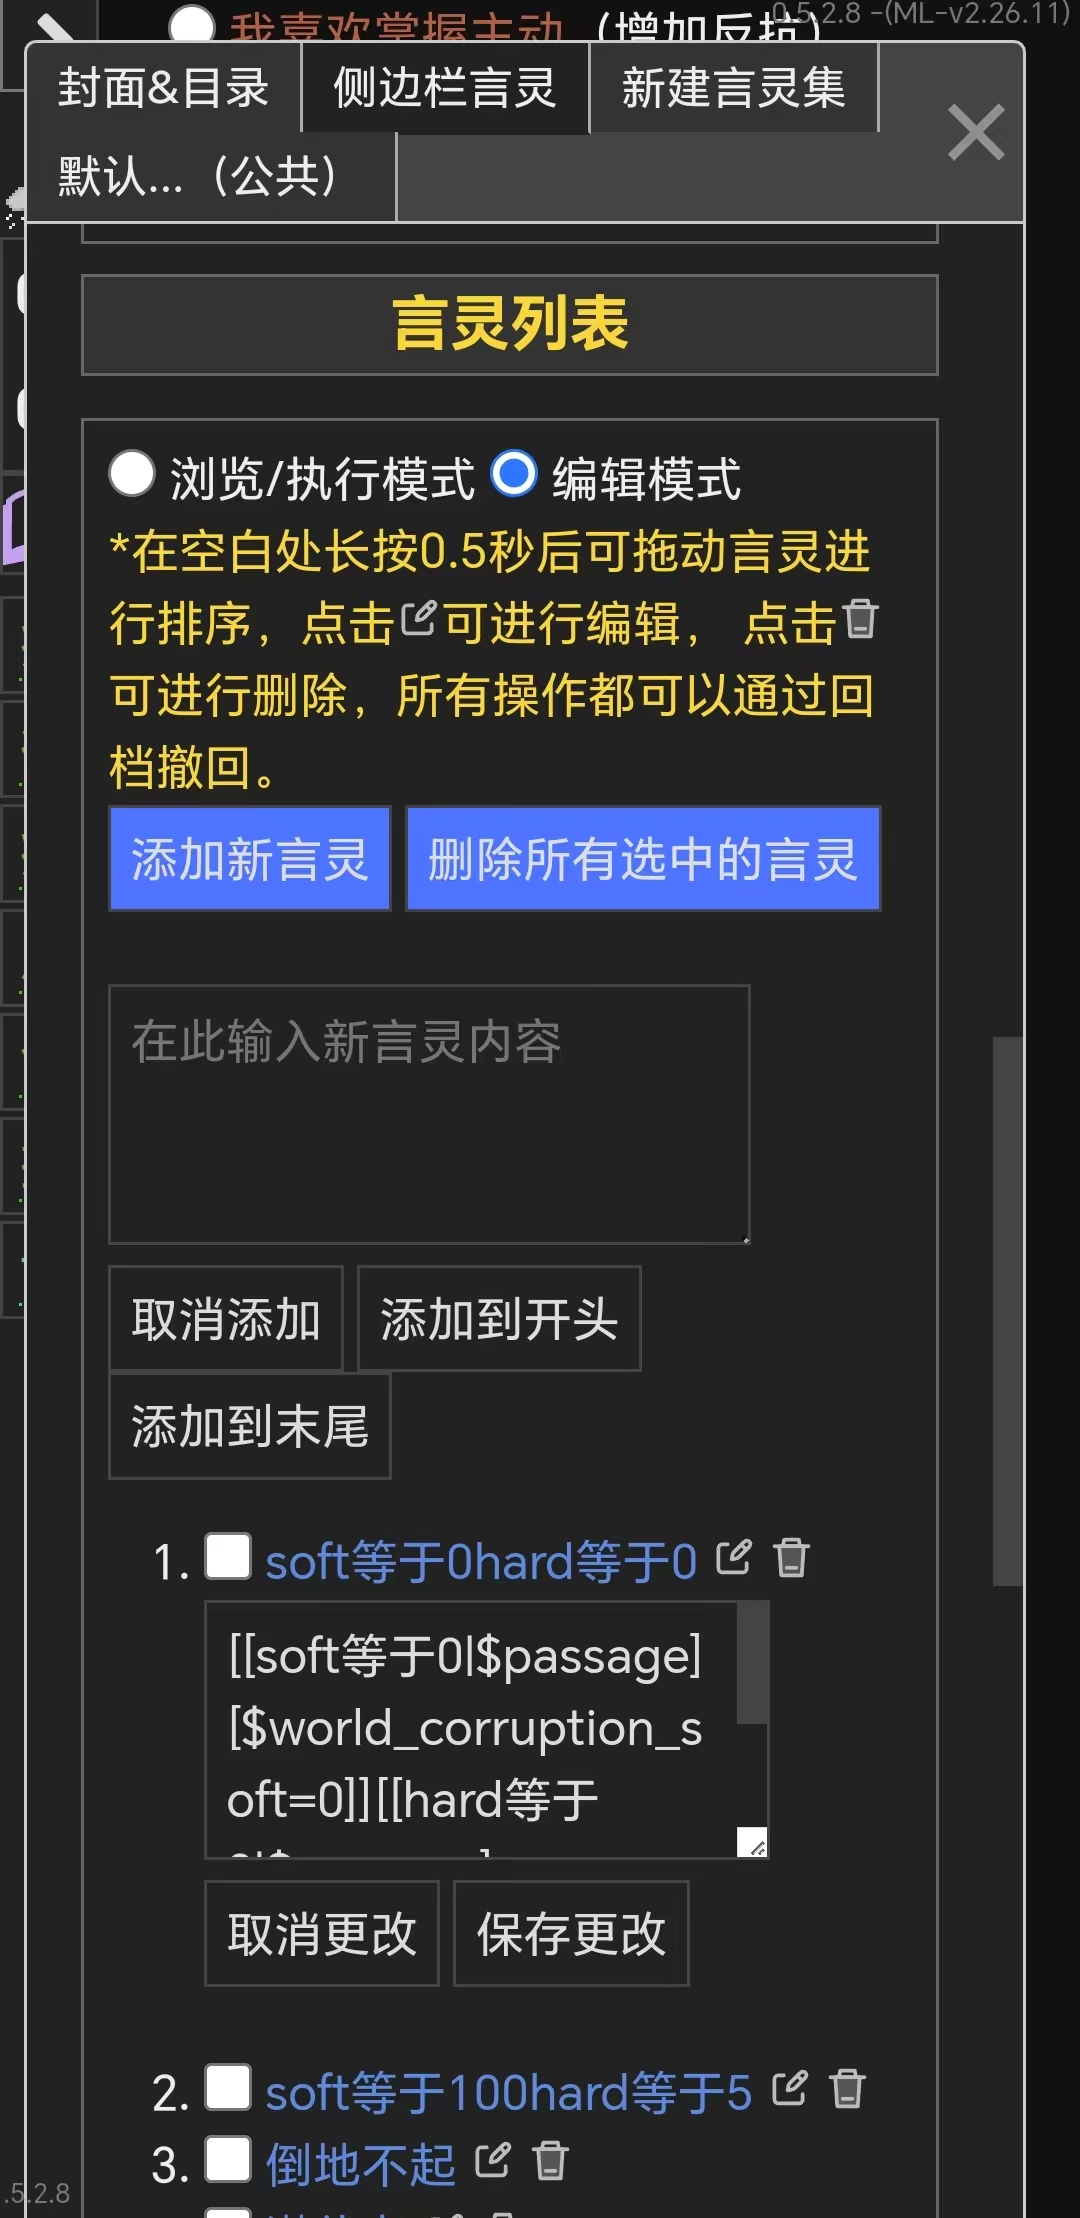 我喜欢掌握主动 (增加反抗)
0.5.2.8 -(ML-v2.26.11)
封面&目录
侧边栏言灵
新建言灵集
默认...（公共）
言灵列表
浏览/执行模式 编辑模式
*在空白处长按0.5秒后可拖动言灵进
行排序，点击可进行编辑，点击
可进行删除，所有操作都可以通过回
档撤回。
添加新言灵 删除所有选中的言灵
在此输入新言灵内容
取消添加 添加到开头
添加到末尾
1. soft等于0hard等于0
[[soft等于0|$passage]
[$world_corruption_s
oft=0]][[hard等于
取消更改 保存更改
2. soft等于100hard等于5
3. 倒地不起
.5.2.8